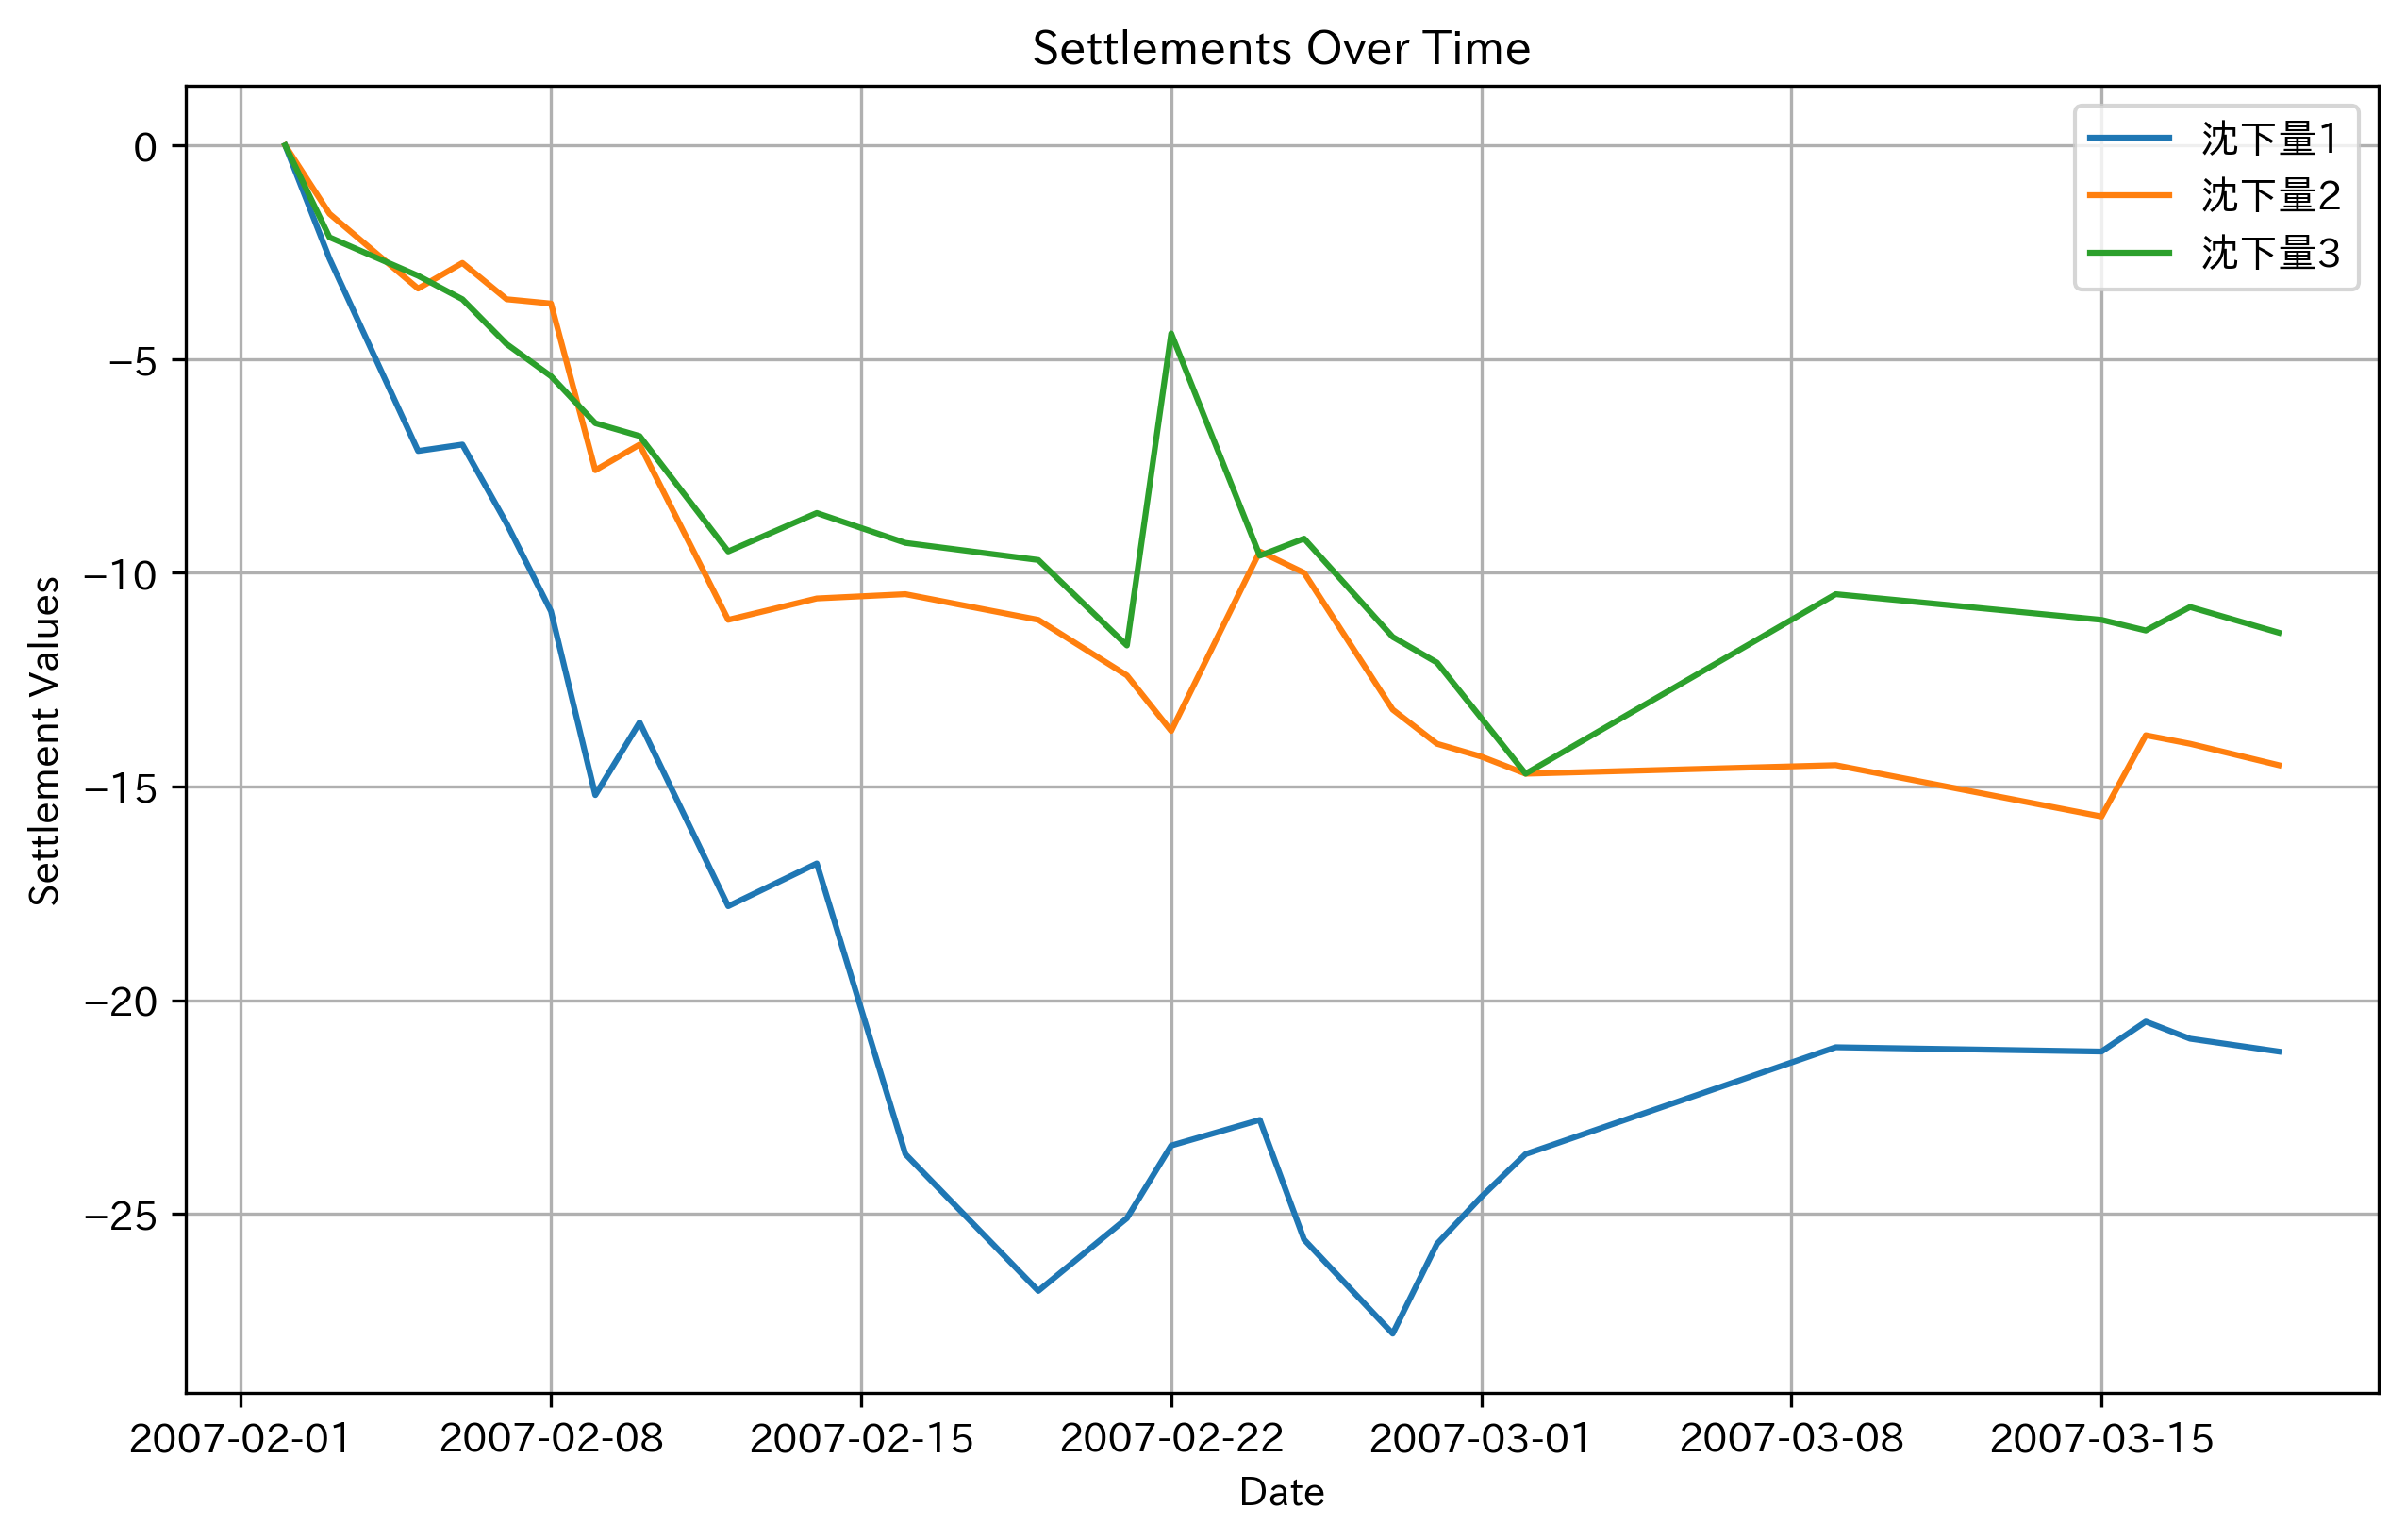 Settlements Over Time
沈下量1
沈下量2
沈下量3
Settlement Values
0
−5
−10
−15
−20
−25
2007-02-01 2007-02-08 2007-02-15 2007-02-22 2007-03-01 2007-03-08 2007-03-15
Date